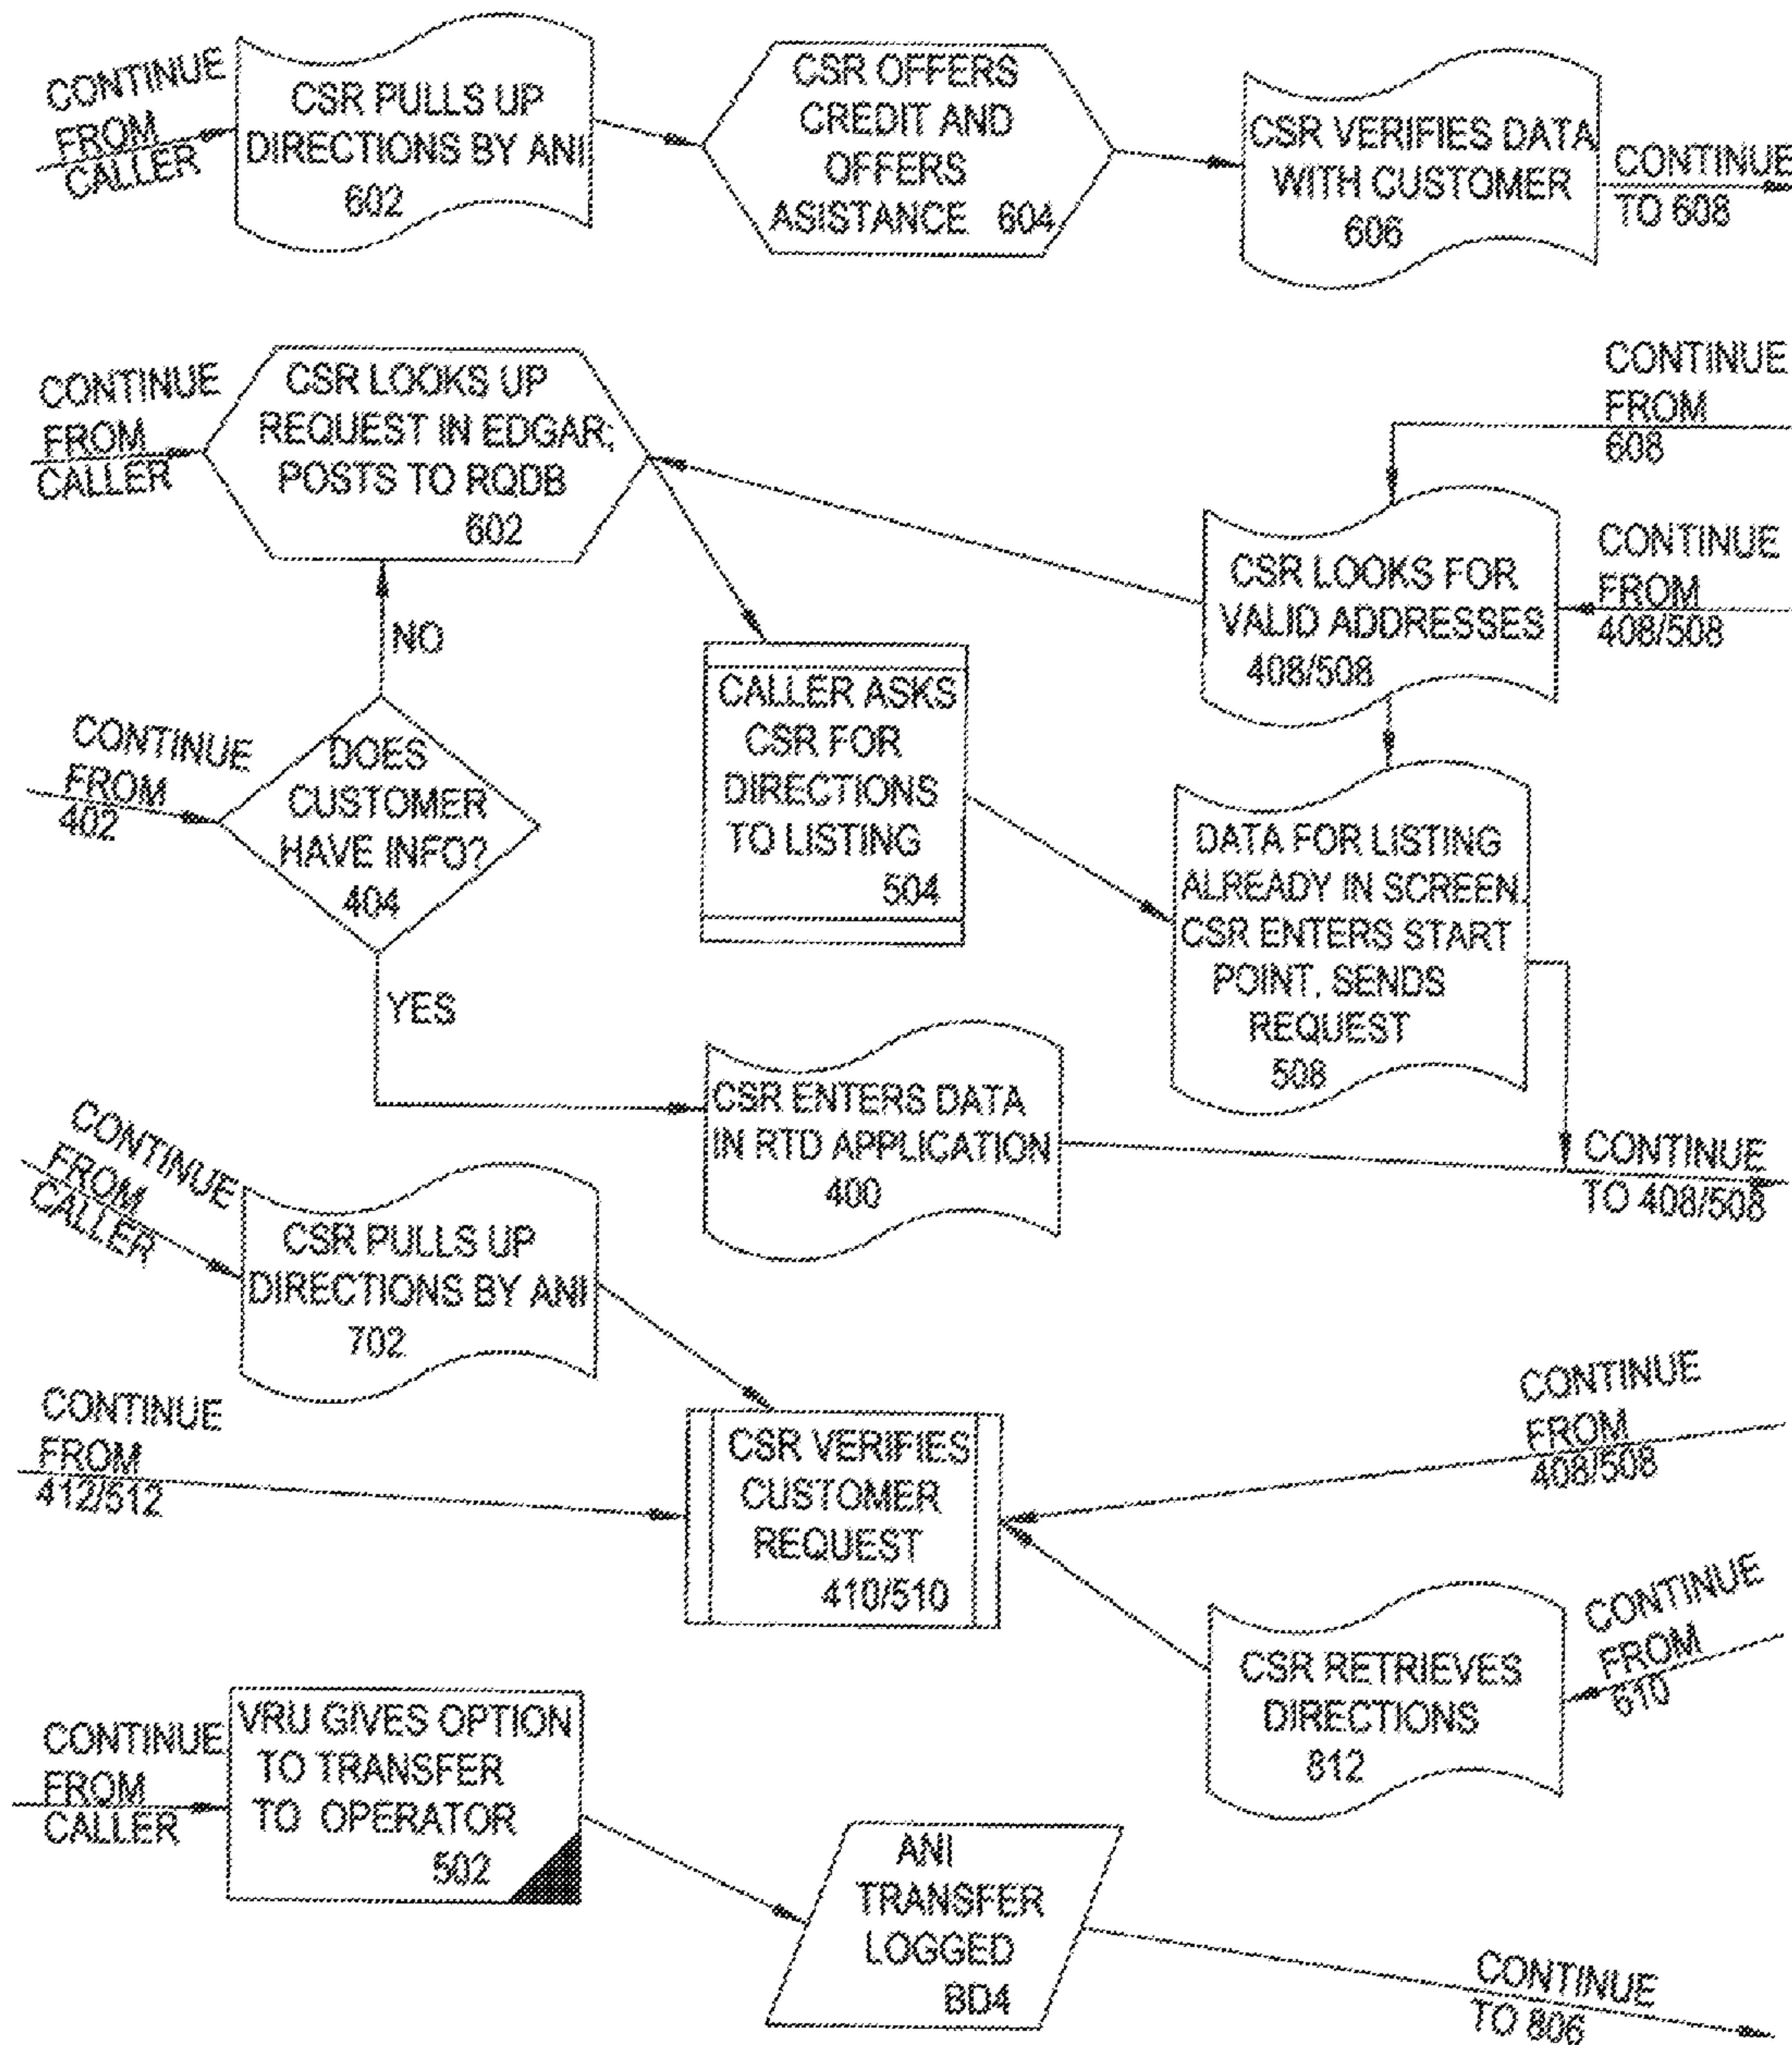 CONTINUE
FROM
CALLER
CSR PULLS UP
DIRECTIONS BY ANI
602
CSR OFFERS
CREDIT AND
OFFERS
ASISTANCE 604
CSR VERIFIES DATA
WITH CUSTOMER
606
CONTINUE
TO 608
CONTINUE
FROM
CALLER
CSR LOOKS UP
REQUEST IN EDGAR;
POSTS TO RQDB
602
CONTINUE
FROM
608
CSR LOOKS FOR
VALID ADDRESSES
408/508
CONTINUE
FROM
408/508
NO
CONTINUE
FROM
402
DOES
CUSTOMER
HAVE INFO?
404
YES
CALLER ASKS
CSR FOR
DIRECTIONS
TO LISTING
504
DATA FOR LISTING
ALREADY IN SCREEN
CSR ENTERS START
POINT, SENDS
REQUEST
508
CSR ENTERS DATA
IN RTD APPLICATION
400
CONTINUE
TO 408/508
CONTINUE
FROM
CALLER
CSR PULLS UP
DIRECTIONS BY ANI
702
CONTINUE
FROM
412/512
CSR VERIFIES
CUSTOMER
REQUEST
410/510
CONTINUE
FROM
408/508
CSR RETRIEVES
DIRECTIONS
812
CONTINUE
FROM
610
CONTINUE
FROM
CALLER
VRU GIVES OPTION
TO TRANSFER
TO OPERATOR
502
ANI
TRANSFER
LOGGED
BD4
CONTINUE
TO 806